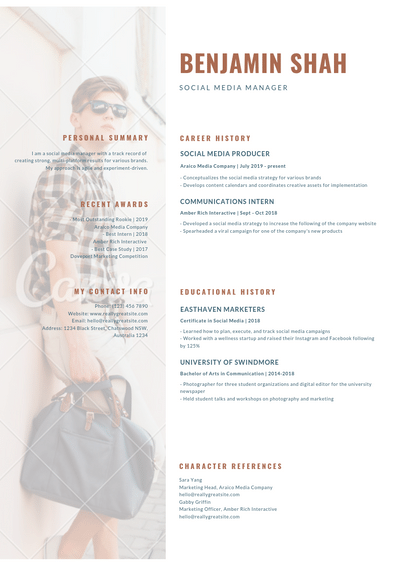 BENJAMIN SHAH
SOCIAL MEDIA MANAGER
PERSONAL SUMMARY
I am a social media manager with a track record of
creating strong, multi-platform results for various brands.
My approach is agile and experiment-driven.
RECENT AWARDS
- Most Outstanding Rookie | 2019
Araico Media Company
- Best Intern | 2018
Amber Rich Interactive
- Best Case Study | 2017
Davepost Marketing Competition
MY CONTACT INFO
Phone: (123) 456 7890
Website: www.reallygreatsite.com
Email: hello@reallygreatsite.com
Address: 1234 Black Street, Chatswood NSW,
Australia 1234
Canva
CAREER HISTORY
SOCIAL MEDIA PRODUCER
Araico Media Company | July 2019 - present
- Conceptualizes the social media strategy for various brands
- Develops content calendars and coordinates creative assets for implementation
COMMUNICATIONS INTERN
Amber Rich Interactive | Sept - Oct 2018
- Developed a social media strategy to increase the following of the company website
- Spearheaded a viral campaign for one of the company's new products
EDUCATIONAL HISTORY
EASTHAVEN MARKETERS
Certificate in Social Media | 2018
- Learned how to plan, execute, and track social media campaigns
- Worked with a wellness startup and raised their Instagram and Facebook following
by 125%
UNIVERSITY OF SWINDMORE
Bachelor of Arts in Communication | 2014-2018
- Photographer for three student organizations and digital editor for the university
newspaper
- Held student talks and workshops on photography and marketing
CHARACTER REFERENCES
Sara Yang
Marketing Head, Araico Media Company
hello@reallygreatsite.com
Gabby Griffin
Marketing Officer, Amber Rich Interactive
hello@reallygreatsite.com